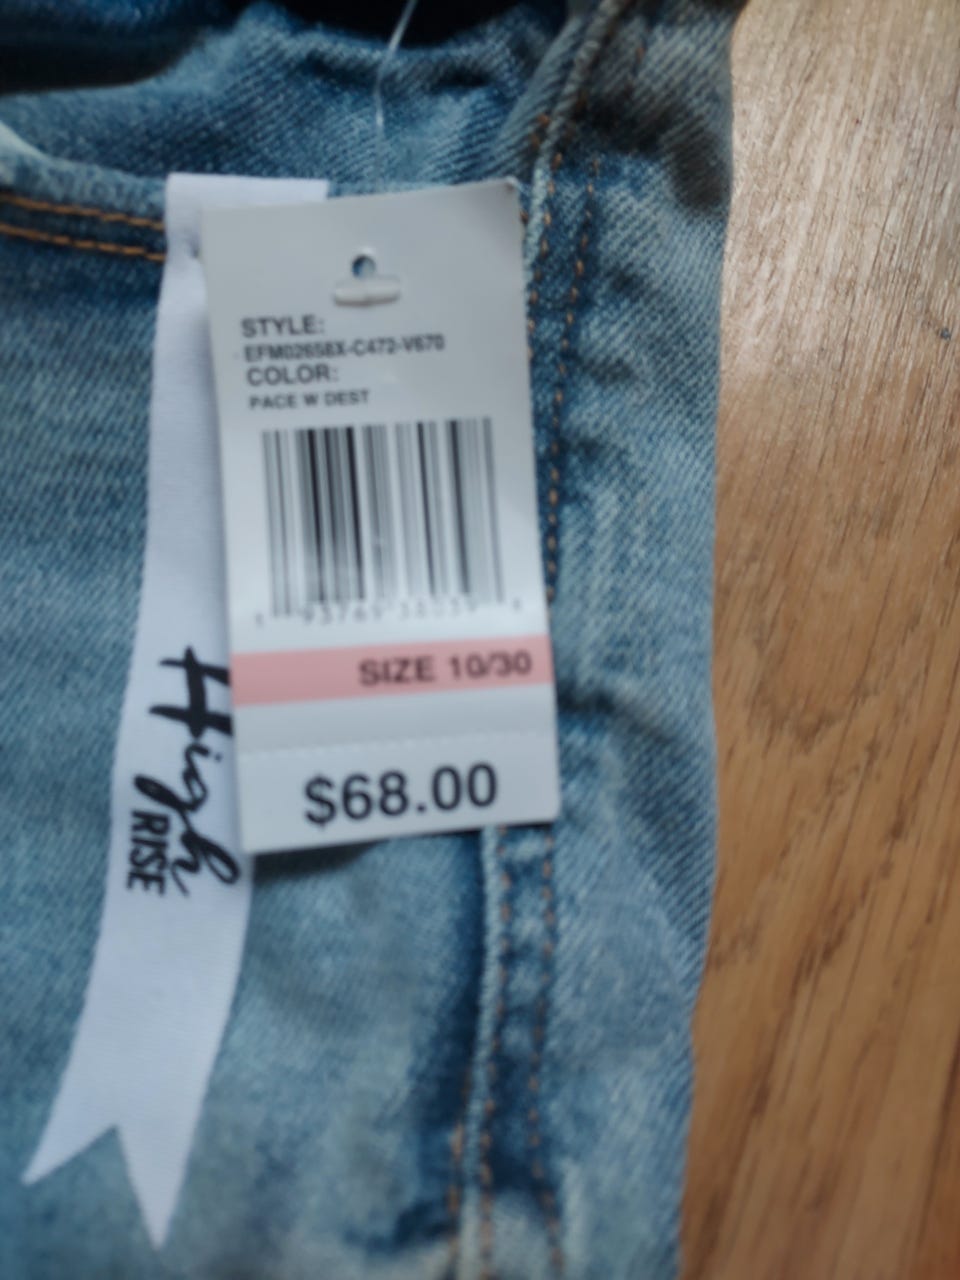 STYLE:
EFM02658X-C472-V670
COLOR:
PACE W DEST
SIZE 10/30
$68.00
High
RISE